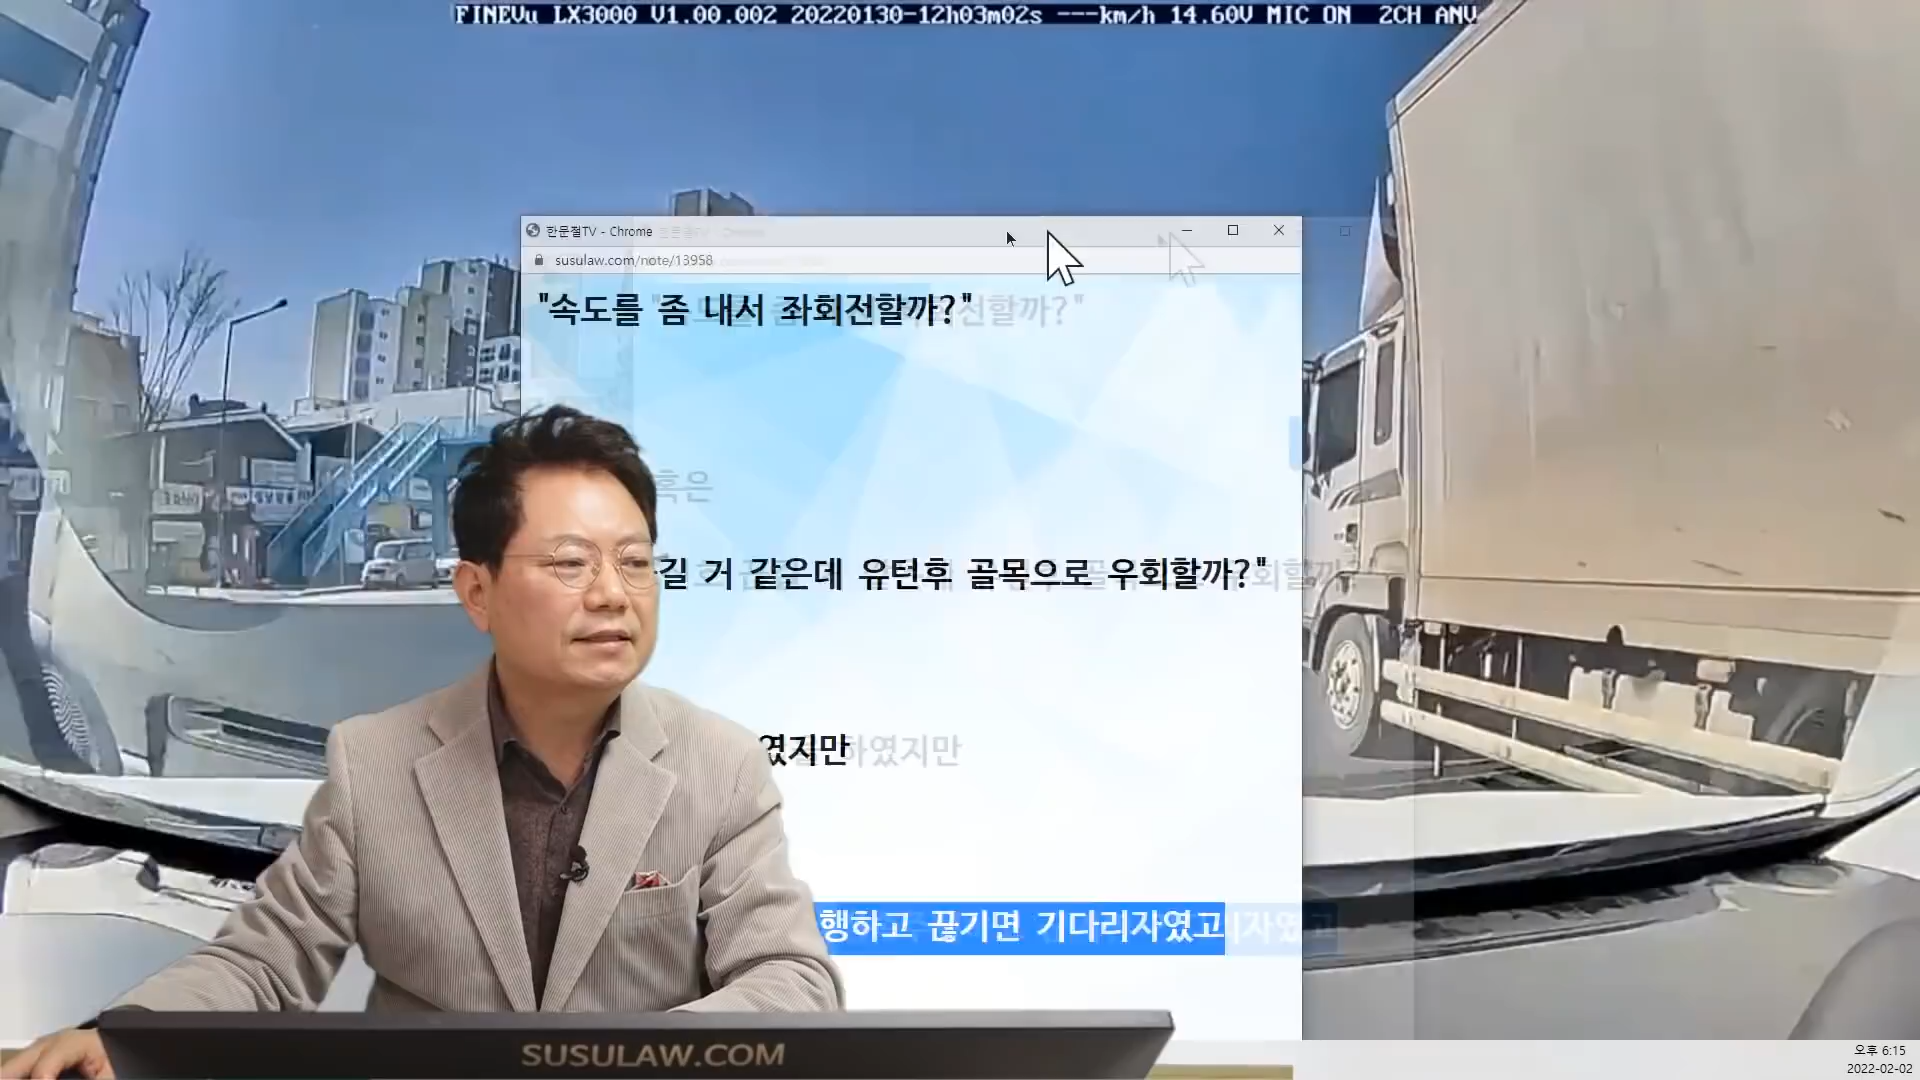 FINEVu LX3000 V1.00.002 20220130-12h03m02s ---km/h 14.60V MIC ON 2CH ANV
한문철TV - Chrome
susulaw.com/note/13958
"속도를 좀 내서 좌회전할까?"
혹은
길 거 같은데 유턴후 골목으로 우회할까?"
였지만
행하고 끊기면 기다리자였고
SUSULAW.COM
오후 6:15
2022-02-02